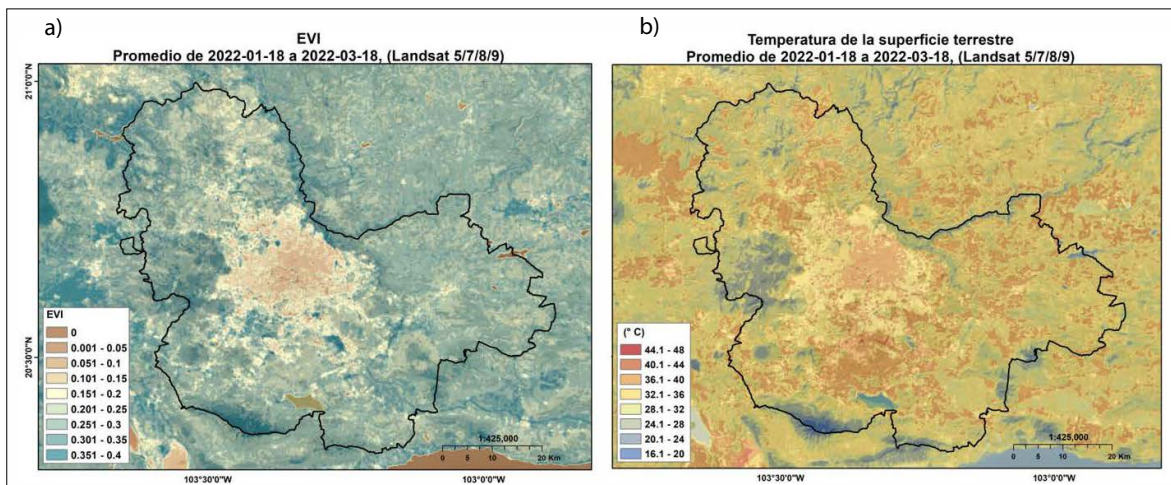 a)
EVI
Promedio de 2022-01-18 a 2022-03-18, (Landsat 5/7/8/9)
21°0'0"N
20°30'0"N
EVI
0
0.001 - 0.05
0.051 - 0.1
0.101 - 0.15
0.151 - 0.2
0.201 - 0.25
0.251 - 0.3
0.301 - 0.35
0.351 - 0.4
1:425,000
0 5 10 20 Km
103°30'0"W 103°0'0"W
b)
Temperatura de la superficie terrestre
Promedio de 2022-01-18 a 2022-03-18, (Landsat 5/7/8/9)
(° C)
44.1 - 48
40.1 - 44
36.1 - 40
32.1 - 36
28.1 - 32
24.1 - 28
20.1 - 24
16.1 - 20
1:425,000
0 5 10 20 Km
103°30'0"W 103°0'0"W